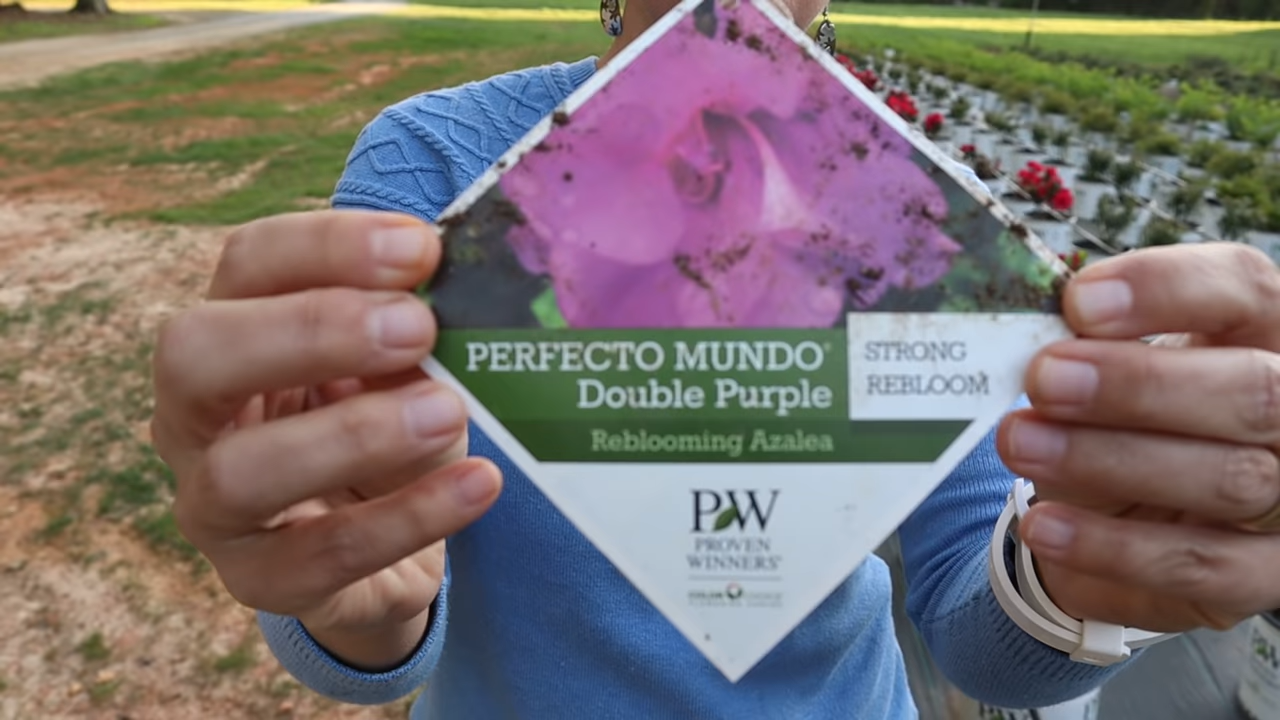 PERFECTO MUNDO®
Double Purple
STRONG
REBLOOM
Reblooming Azalea
PW
PROVEN
WINNERS®